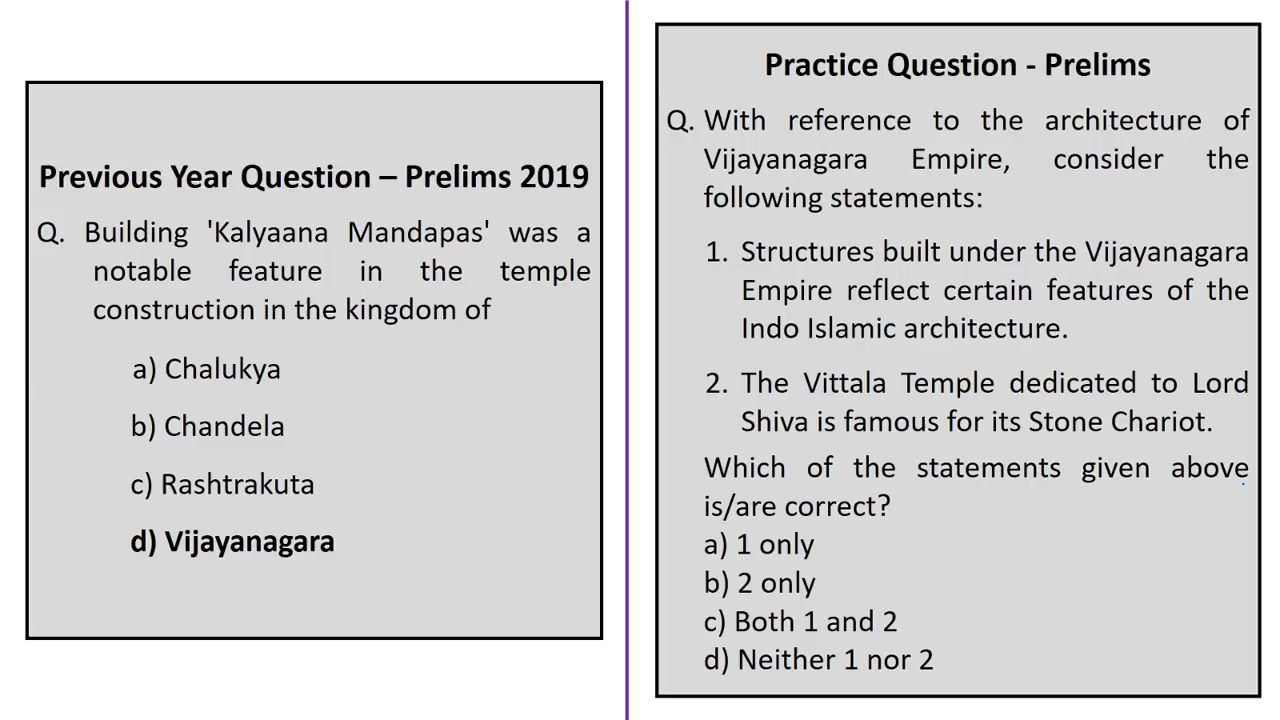 Previous Year Question – Prelims 2019
Q. Building 'Kalyaana Mandapas' was a
notable feature in the temple
construction in the kingdom of
a) Chalukya
b) Chandela
c) Rashtrakuta
d) Vijayanagara
Practice Question - Prelims
Q. With reference to the architecture of
Vijayanagara Empire, consider the
following statements:
1. Structures built under the Vijayanagara
Empire reflect certain features of the
Indo Islamic architecture.
2. The Vittala Temple dedicated to Lord
Shiva is famous for its Stone Chariot.
Which of the statements given above
is/are correct?
a) 1 only
b) 2 only
c) Both 1 and 2
d) Neither 1 nor 2